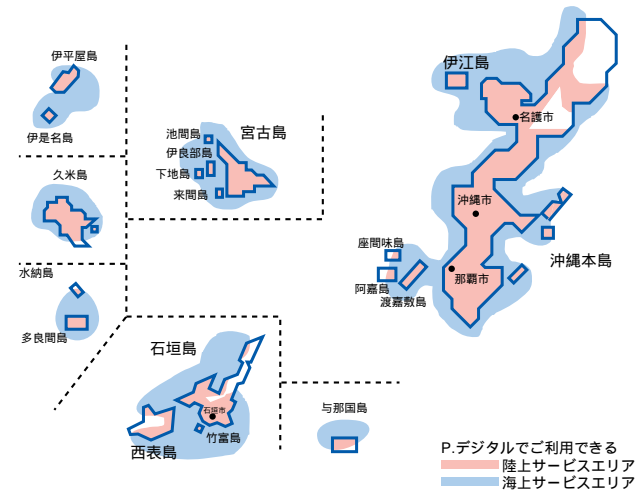 伊平屋島
伊是名島
久米島
水納島
多良間島
池間島
宮古島
伊良部島
下地島
来間島
伊江島
名護市
沖縄市
沖縄本島
座間味島
那覇市
阿嘉島
渡嘉敷島
石垣島
石垣市
竹富島
西表島
与那国島
P.デジタルでご利用できる
陸上サービスエリア
海上サービスエリア